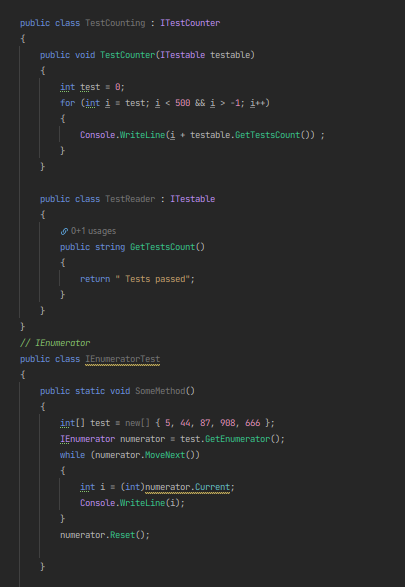 public class TestCounting : ITestCounter
{
public void TestCounter(ITestable testable)
{
int test = 0;
for (int i = test; i < 500 && i > -1; i++)
{
Console.WriteLine(i + testable.GetTestsCount()) ;
}
}
public class TestReader : ITestable
{
0+1 usages
public string GetTestsCount()
{
return " Tests passed";
}
}
}
// IEnumerator
public class IEnumeratorTest
{
public static void SomeMethod()
{
int[] test = new[] { 5, 44, 87, 908, 666 };
IEnumerator numerator = test.GetEnumerator();
while (numerator.MoveNext())
{
int i = (int)numerator.Current;
Console.WriteLine(i);
}
numerator.Reset();
}